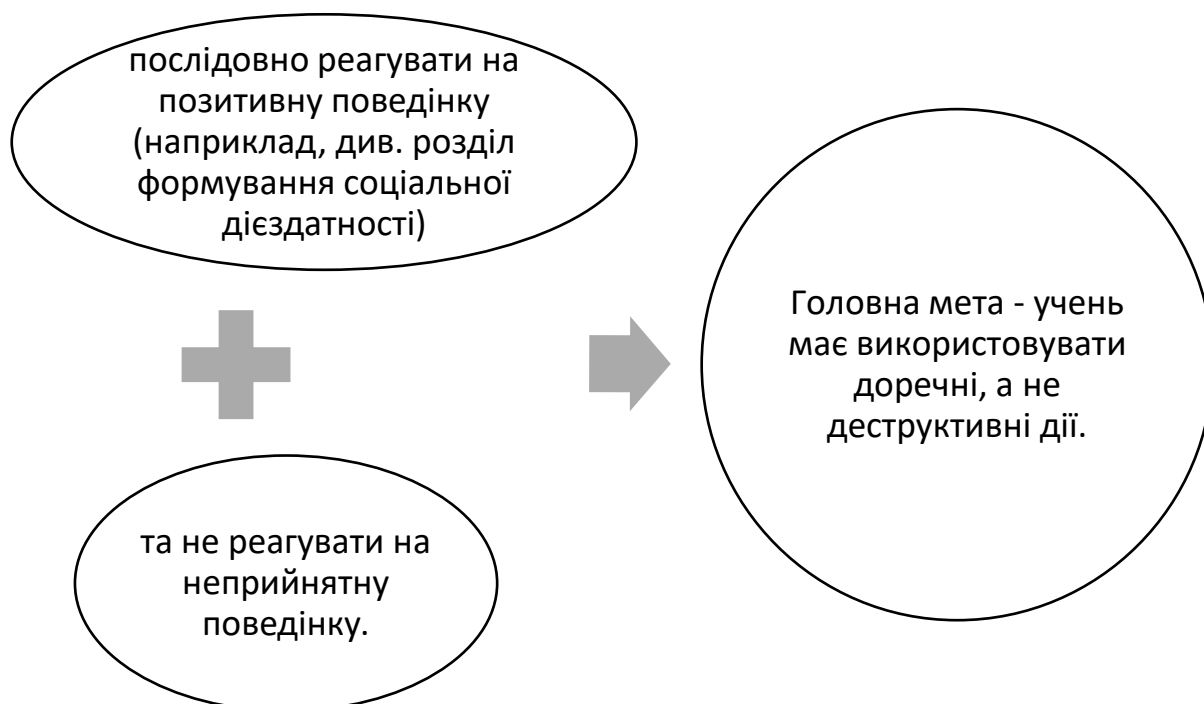 послідовно реагувати на
позитивну поведінку
(наприклад, див. розділ
формування соціальної
дієздатності)
та не реагувати на
неприйнятну
поведінку.
Головна мета - учень
має використовувати
доречні, а не
деструктивні дії.